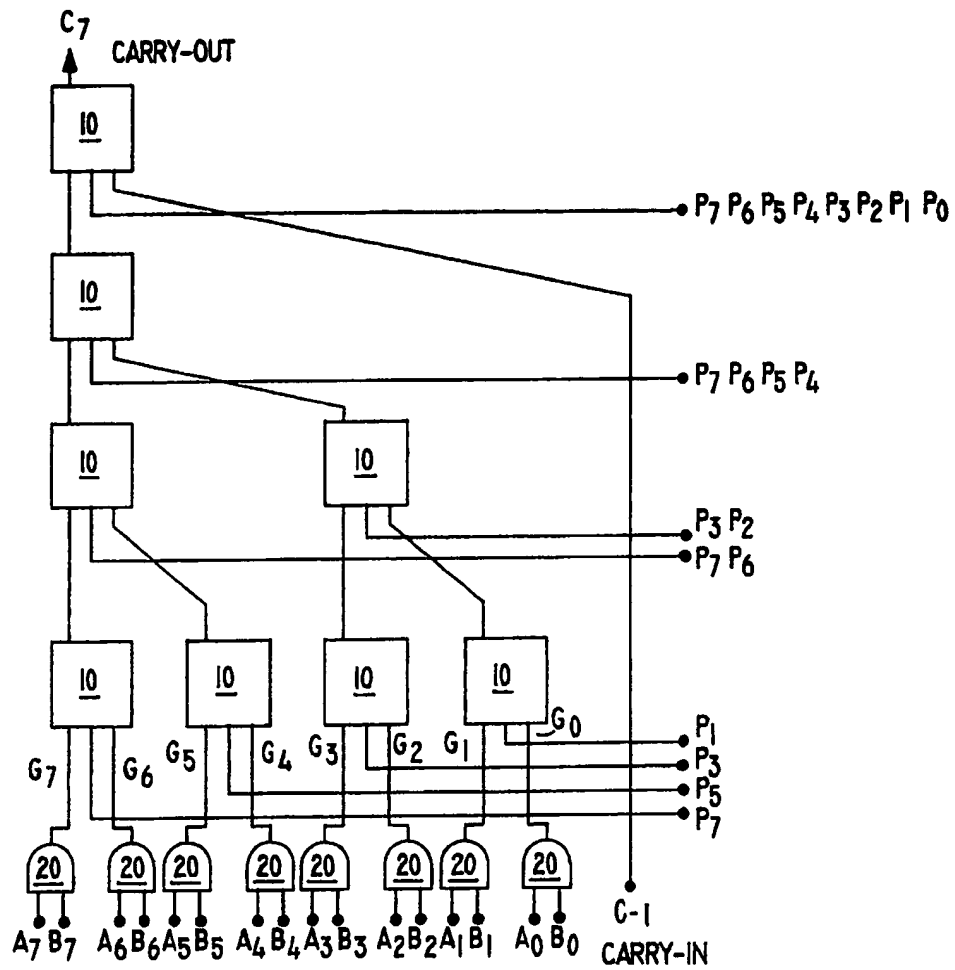 C7
CARRY-OUT
10
P7 P6 P5 P4 P3 P2 P1 P0
10
P7 P6 P5 P4
10 10
P3 P2
P7 P6
10 10 10 10
G7 G6 G5 G4 G3 G2 G1 G0
P1
P3
P5
P7
20 20 20 20 20 20 20 20
A7 B7 A6 B6 A5 B5 A4 B4 A3 B3 A2 B2 A1 B1 A0 B0
C-1
CARRY-IN